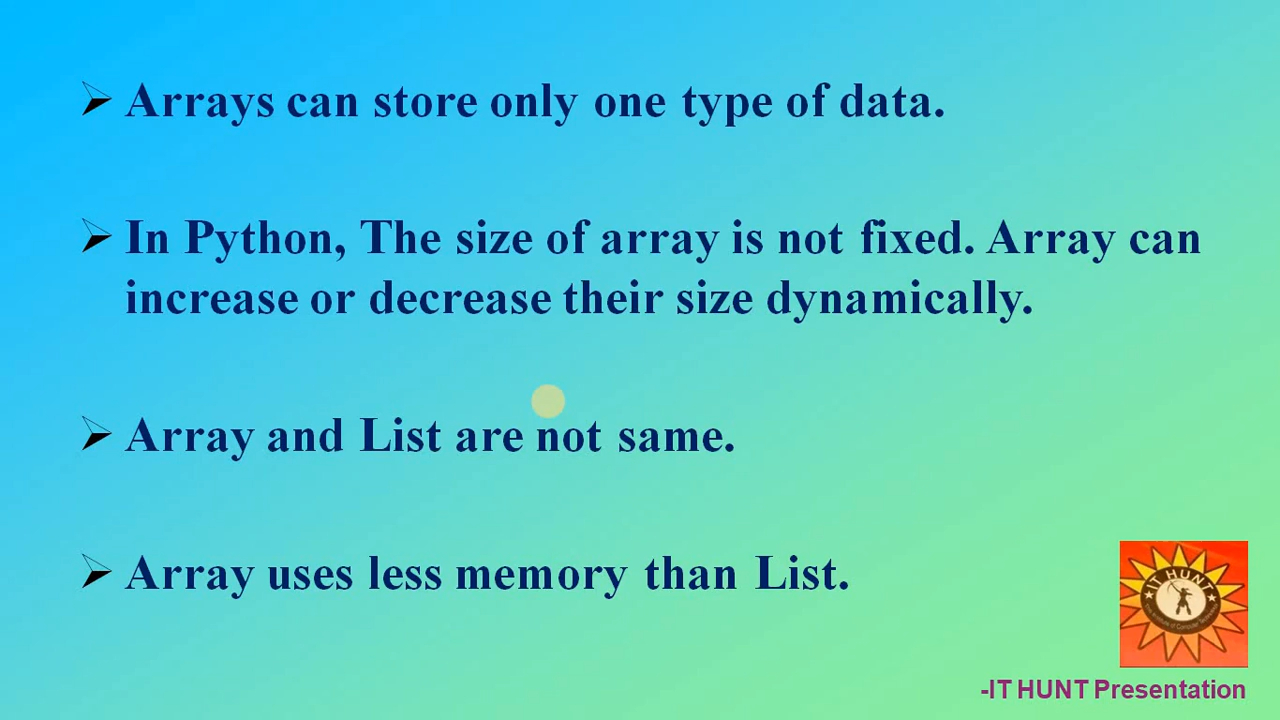 ➢ Arrays can store only one type of data.
➢ In Python, The size of array is not fixed. Array can
increase or decrease their size dynamically.
➢ Array and List are not same.
➢ Array uses less memory than List.
IT HUNT
-IT HUNT Presentation